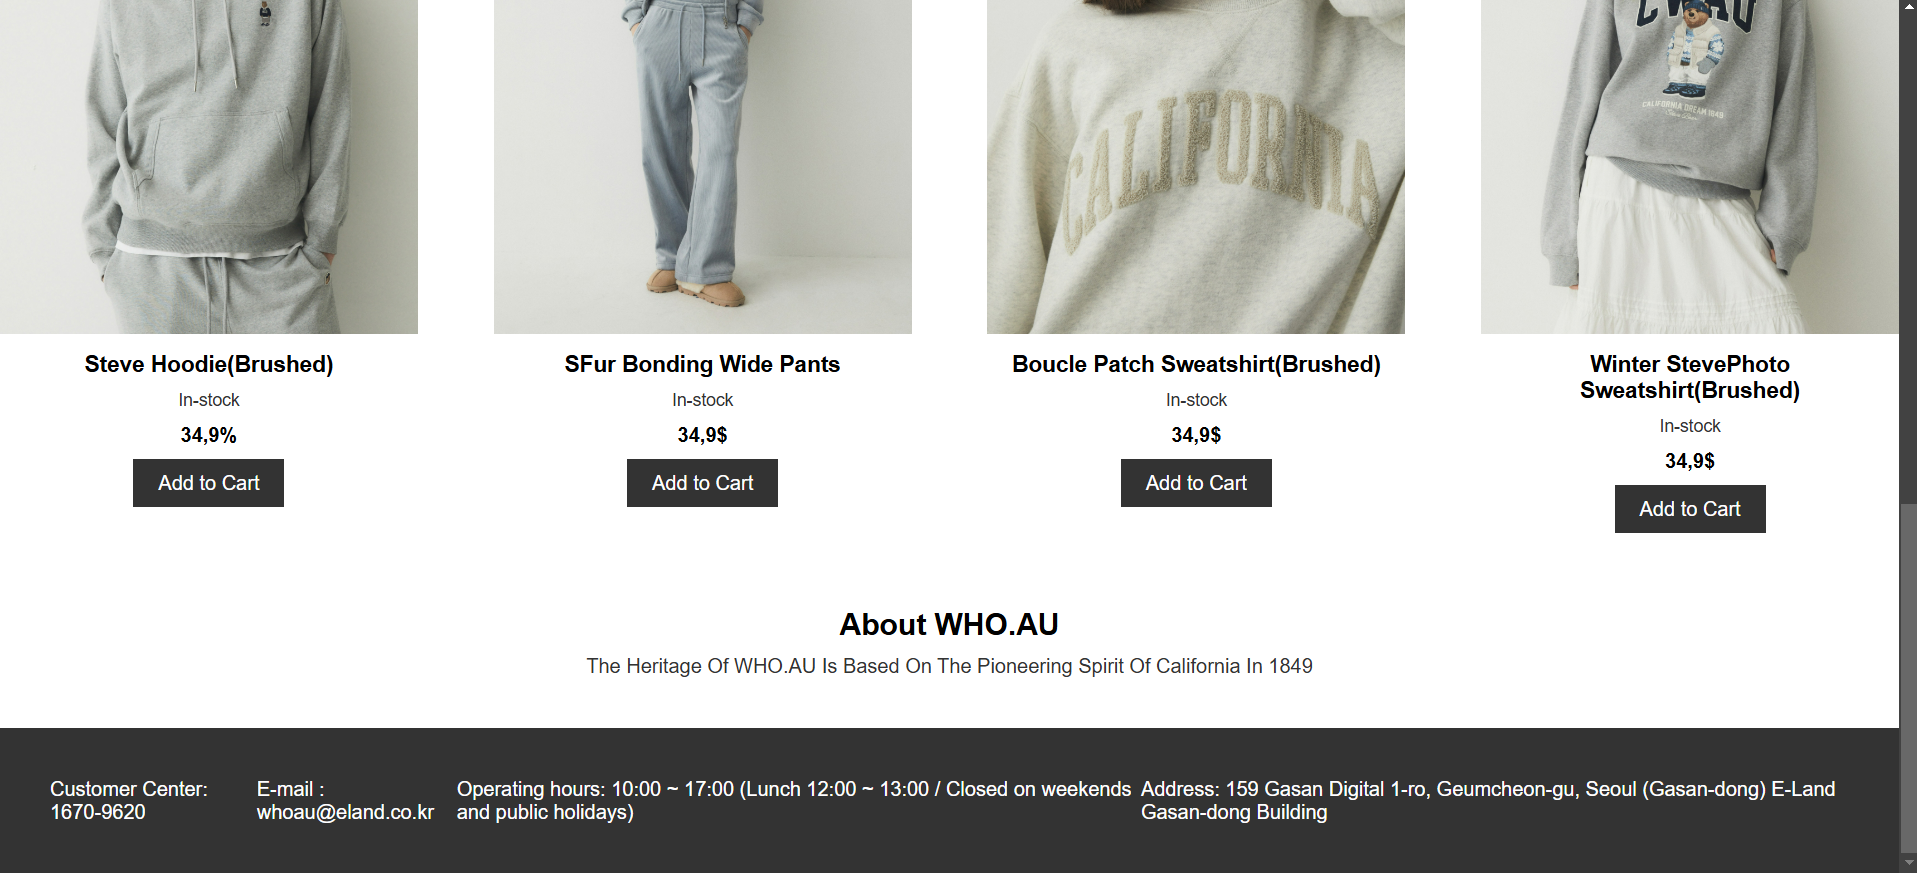 CALIFORNIA
CALIFORNIA DREAM 1849
Steve Hoodie(Brushed)
In-stock
34,9%
Add to Cart
SFur Bonding Wide Pants
In-stock
34,9$
Add to Cart
Boucle Patch Sweatshirt(Brushed)
In-stock
34,9$
Add to Cart
Winter StevePhoto
Sweatshirt(Brushed)
In-stock
34,9$
Add to Cart
About WHO.AU
The Heritage Of WHO.AU Is Based On The Pioneering Spirit Of California In 1849
Customer Center:
1670-9620
E-mail :
whoau@eland.co.kr
Operating hours: 10:00 ~ 17:00 (Lunch 12:00 ~ 13:00 / Closed on weekends
and public holidays)
Address: 159 Gasan Digital 1-ro, Geumcheon-gu, Seoul (Gasan-dong) E-Land
Gasan-dong Building